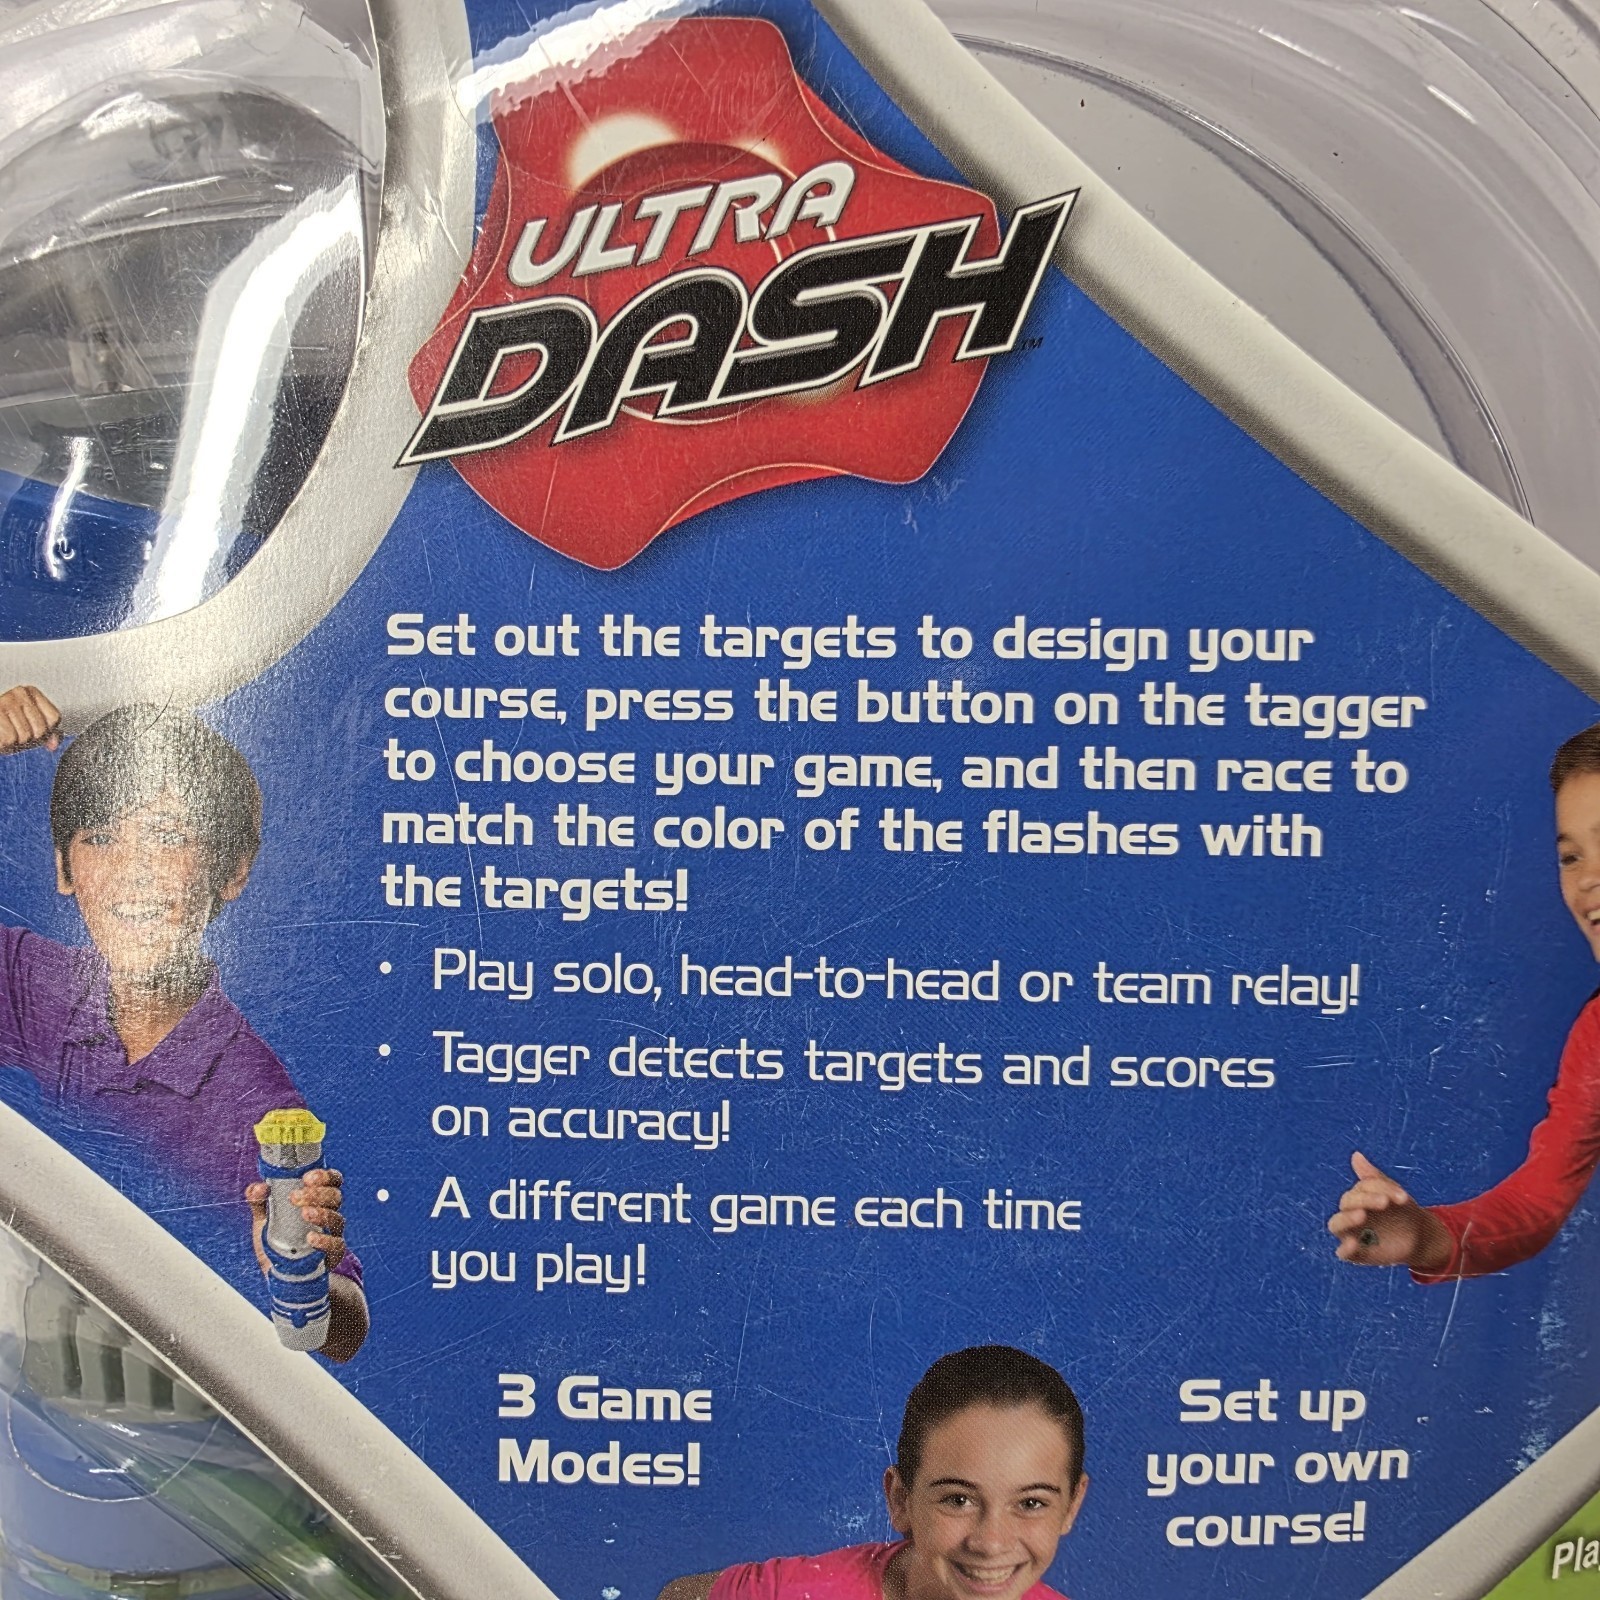 ULTRA
DASH™
Set out the targets to design your
course, press the button on the tagger
to choose your game, and then race to
match the color of the flashes with
the targets!
• Play solo, head-to-head or team relay!
• Tagger detects targets and scores
on accuracy!
• A different game each time
you play!
3 Game
Modes!
Set up
your own
course!